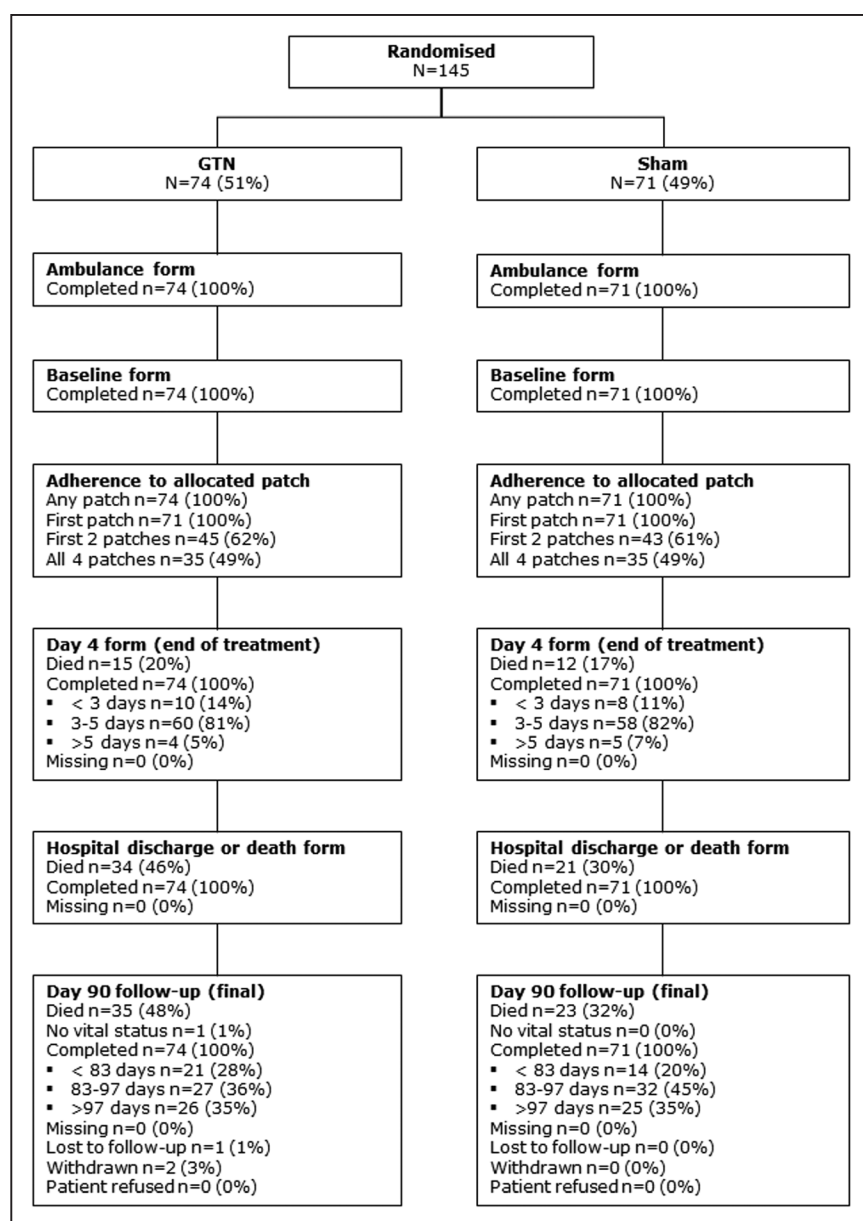 Randomised
N=145
GTN
N=74 (51%)
Sham
N=71 (49%)
Ambulance form
Completed n=74 (100%)
Ambulance form
Completed n=71 (100%)
Baseline form
Completed n=74 (100%)
Baseline form
Completed n=71 (100%)
Adherence to allocated patch
Any patch n=74 (100%)
First patch n=71 (100%)
First 2 patches n=45 (62%)
All 4 patches n=35 (49%)
Adherence to allocated patch
Any patch n=71 (100%)
First patch n=71 (100%)
First 2 patches n=43 (61%)
All 4 patches n=35 (49%)
Day 4 form (end of treatment)
Died n=15 (20%)
Completed n=74 (100%)
▪ < 3 days n=10 (14%)
▪ 3-5 days n=60 (81%)
▪ >5 days n=4 (5%)
Missing n=0 (0%)
Day 4 form (end of treatment)
Died n=12 (17%)
Completed n=71 (100%)
▪ < 3 days n=8 (11%)
▪ 3-5 days n=58 (82%)
▪ >5 days n=5 (7%)
Missing n=0 (0%)
Hospital discharge or death form
Died n=34 (46%)
Completed n=74 (100%)
Missing n=0 (0%)
Hospital discharge or death form
Died n=21 (30%)
Completed n=71 (100%)
Missing n=0 (0%)
Day 90 follow-up (final)
Died n=35 (48%)
No vital status n=1 (1%)
Completed n=74 (100%)
▪ < 83 days n=21 (28%)
▪ 83-97 days n=27 (36%)
▪ >97 days n=26 (35%)
Missing n=0 (0%)
Lost to follow-up n=1 (1%)
Withdrawn n=2 (3%)
Patient refused n=0 (0%)
Day 90 follow-up (final)
Died n=23 (32%)
No vital status n=0 (0%)
Completed n=71 (100%)
▪ < 83 days n=14 (20%)
▪ 83-97 days n=32 (45%)
▪ >97 days n=25 (35%)
Missing n=0 (0%)
Lost to follow-up n=0 (0%)
Withdrawn n=0 (0%)
Patient refused n=0 (0%)